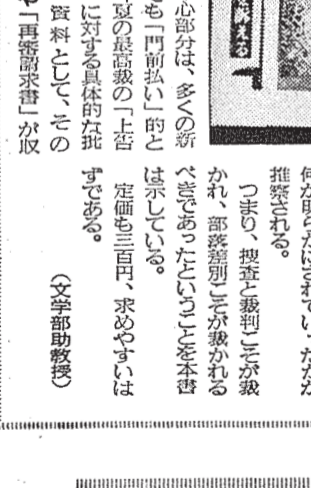 訴える
何が明らかにされていったかが
推察される。
つまり、捜査と裁判こそが裁
かれ、部落差別こそが裁かれる
べきであったということを本書
は示している。
定価も三百円、求めやすいは
ずである。
（文学部助教授）
心部分は、多くの新
も「門前払い」的と
夏の最高裁の「上告
に対する具体的な批
資料として、その
「再審請求書」が収